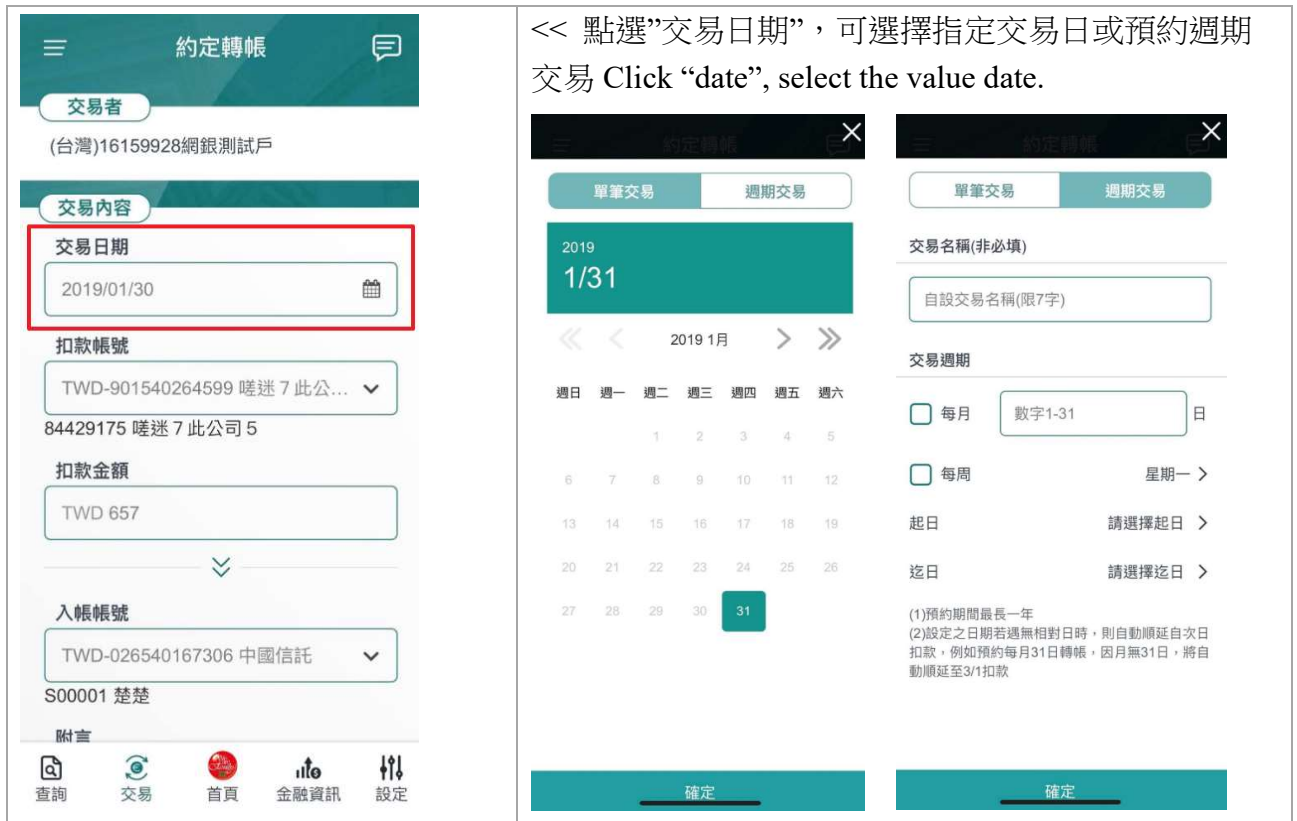 約定轉帳
交易者
(台灣)16159928網銀測試戶
交易內容
交易日期
2019/01/30
扣款帳號
TWD-901540264599 嗟迷７此公…
84429175 嗟迷７此公司５
扣款金額
TWD 657
入帳帳號
TWD-026540167306 中國信託
S00001 楚楚
附言
查詢 交易 首頁 金融資訊 設定
<< 點選”交易日期”，可選擇指定交易日或預約週期
交易 Click “date”, select the value date.
約定轉帳
單筆交易 週期交易
2019
1/31
2019 1月
週日 週一 週二 週三 週四 週五 週六
1 2 3 4 5
6 7 8 9 10 11 12
13 14 15 16 17 18 19
20 21 22 23 24 25 26
27 28 29 30 31
確定
約定轉帳
單筆交易 週期交易
交易名稱(非必填)
自設交易名稱(限7字)
交易週期
每月 數字1-31 日
每周 星期一
起日 請選擇起日
迄日 請選擇迄日
(1)預約期間最長一年
(2)設定之日期若遇無相對日時，則自動順延自次日
扣款，例如預約每月31日轉帳，因月無31日，將自
動順延至3/1扣款
確定